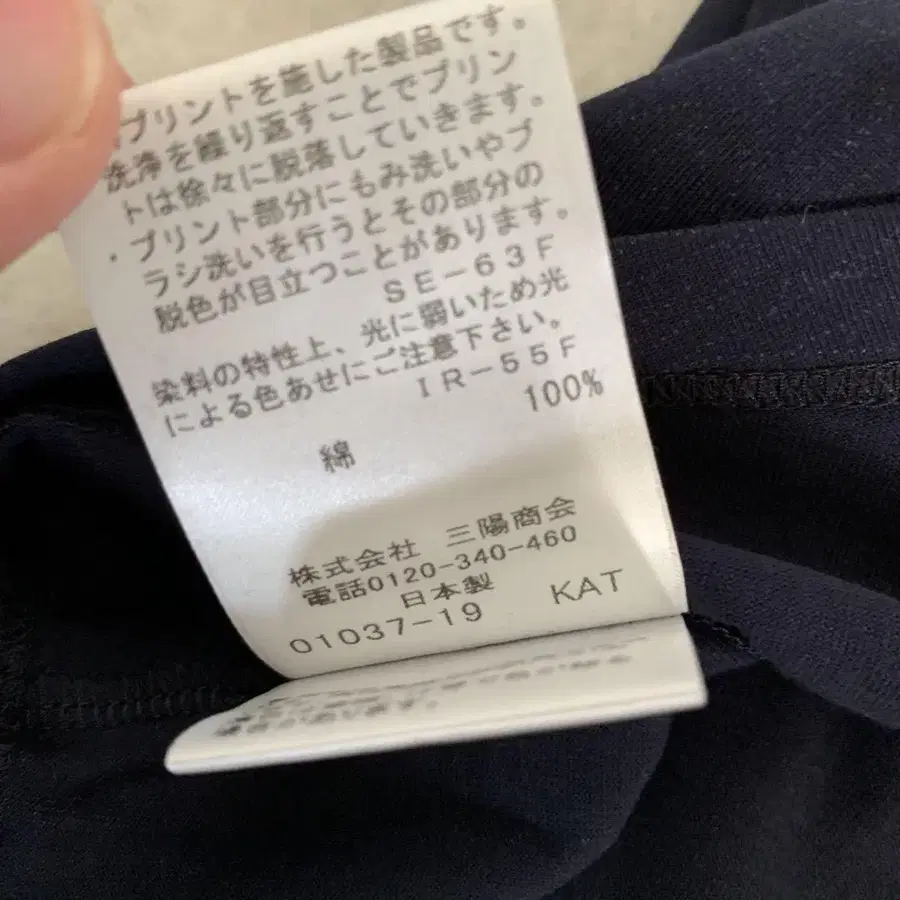 ・プリントを施した製品です。
洗浄を繰り返すことでプリン
トは徐々に脱落していきます。
・プリント部分にもみ洗いやブ
ラシ洗いを行うとその部分の
脱色が目立つことがあります。
SE-63F
染料の特性上、光に弱いため光
による色あせにご注意下さい。
IR-55F
綿 100%
株式会社 三陽商会
電話0120-340-460
日本製
01037-19 KAT